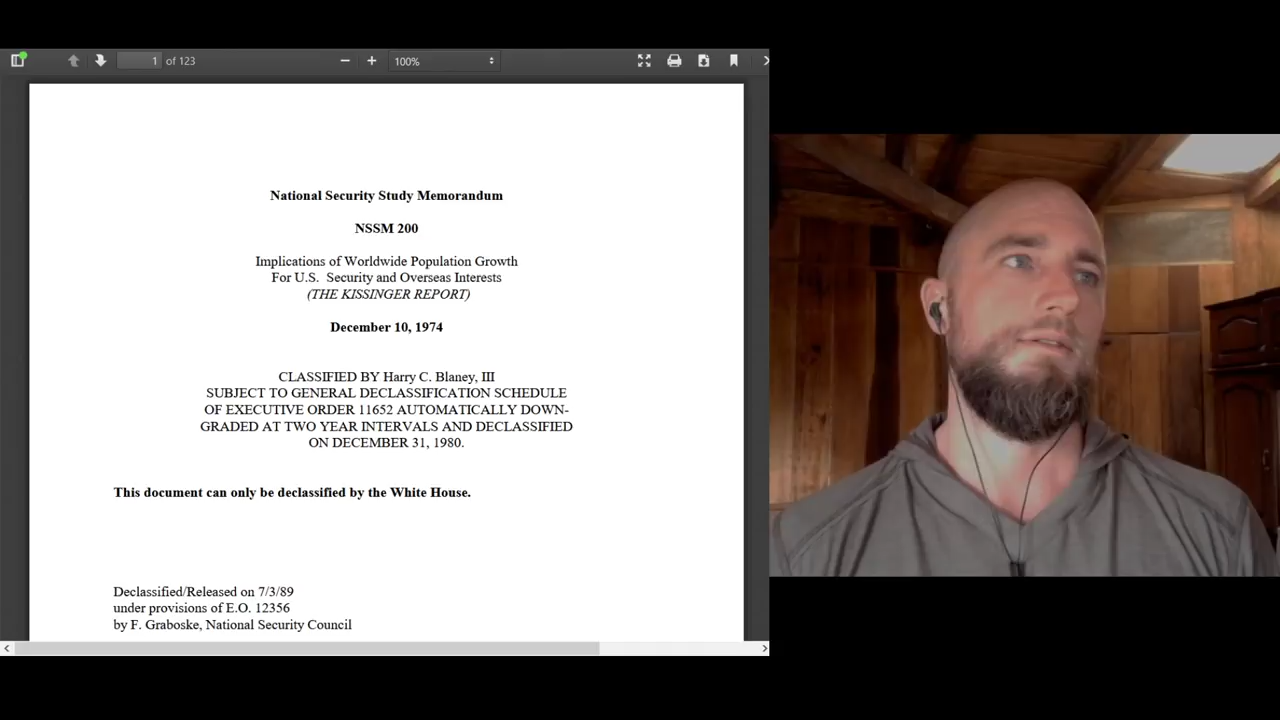 1 of 123
100%
National Security Study Memorandum
NSSM 200
Implications of Worldwide Population Growth
For U.S. Security and Overseas Interests
(THE KISSINGER REPORT)
December 10, 1974
CLASSIFIED BY Harry C. Blaney, III
SUBJECT TO GENERAL DECLASSIFICATION SCHEDULE
OF EXECUTIVE ORDER 11652 AUTOMATICALLY DOWN-
GRADED AT TWO YEAR INTERVALS AND DECLASSIFIED
ON DECEMBER 31, 1980.
This document can only be declassified by the White House.
Declassified/Released on 7/3/89
under provisions of E.O. 12356
by F. Graboske, National Security Council